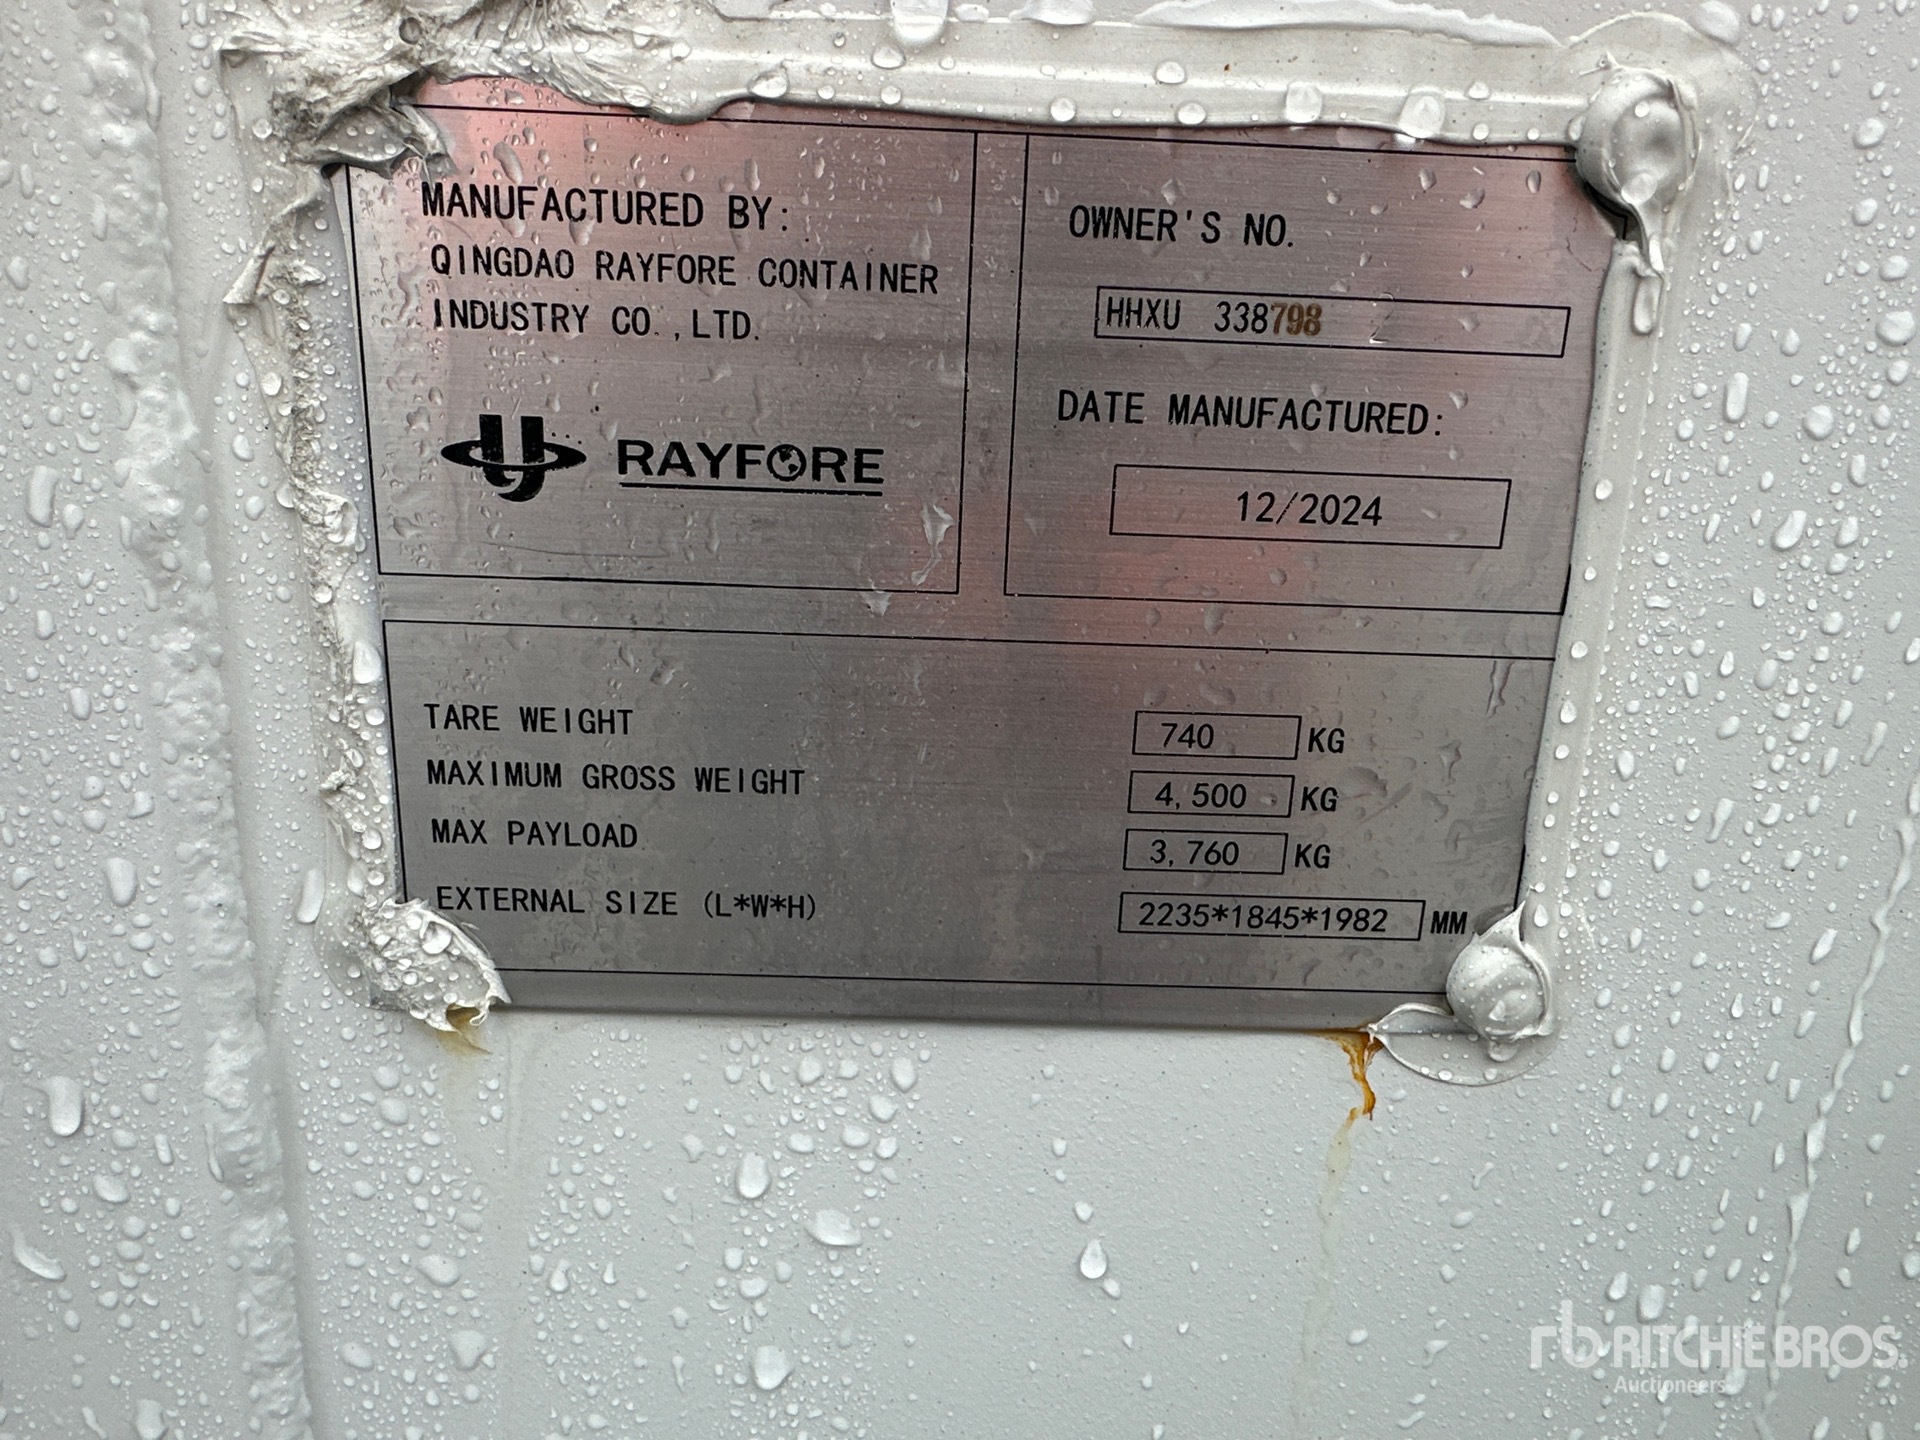 MANUFACTURED BY:
QINGDAO RAYFORE CONTAINER
INDUSTRY CO.,LTD.
RAYFORE
OWNER'S NO.
HHXU 338798 2
DATE MANUFACTURED:
12/2024
TARE WEIGHT 740 KG
MAXIMUM GROSS WEIGHT 4,500 KG
MAX PAYLOAD 3,760 KG
EXTERNAL SIZE (L*W*H) 2235*1845*1982 MM
rb RITCHIE BROS.
Auctioneers